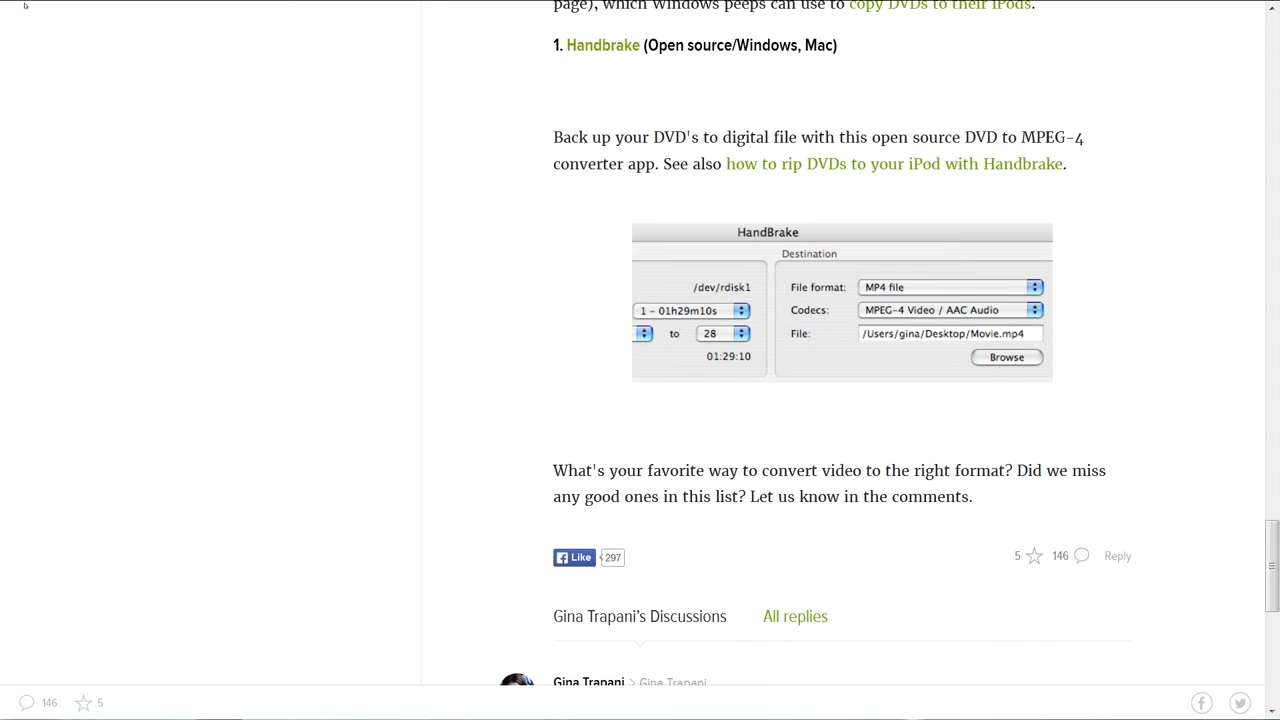 page), which Windows peeps can use to copy DVDs to their iPods.
1. Handbrake (Open source/Windows, Mac)
Back up your DVD's to digital file with this open source DVD to MPEG-4
converter app. See also how to rip DVDs to your iPod with Handbrake.
HandBrake
Destination
/dev/rdisk1
File format: MP4 file
1 - 01h29m10s
Codecs: MPEG-4 Video / AAC Audio
to 28
File: /Users/gina/Desktop/Movie.mp4
01:29:10
Browse
What's your favorite way to convert video to the right format? Did we miss
any good ones in this list? Let us know in the comments.
Like 297
5 146 Reply
Gina Trapani's Discussions All replies
Gina Trapani > Gina Trapani
146 5